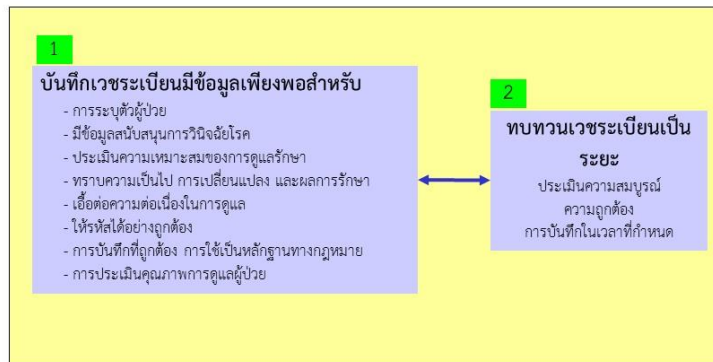 1
บันทึกเวชระเบียนมีข้อมูลเพียงพอสำหรับ
- การระบุตัวผู้ป่วย
- มีข้อมูลสนับสนุนการวินิจฉัยโรค
- ประเมินความเหมาะสมของการดูแลรักษา
- ทราบความเป็นไป การเปลี่ยนแปลง และผลการรักษา
- เอื้อต่อความต่อเนื่องในการดูแล
- ให้รหัสได้อย่างถูกต้อง
- การบันทึกที่ถูกต้อง การใช้เป็นหลักฐานทางกฎหมาย
- การประเมินคุณภาพการดูแลผู้ป่วย
2
ทบทวนเวชระเบียนเป็น
ระยะ
ประเมินความสมบูรณ์
ความถูกต้อง
การบันทึกในเวลาที่กำหนด